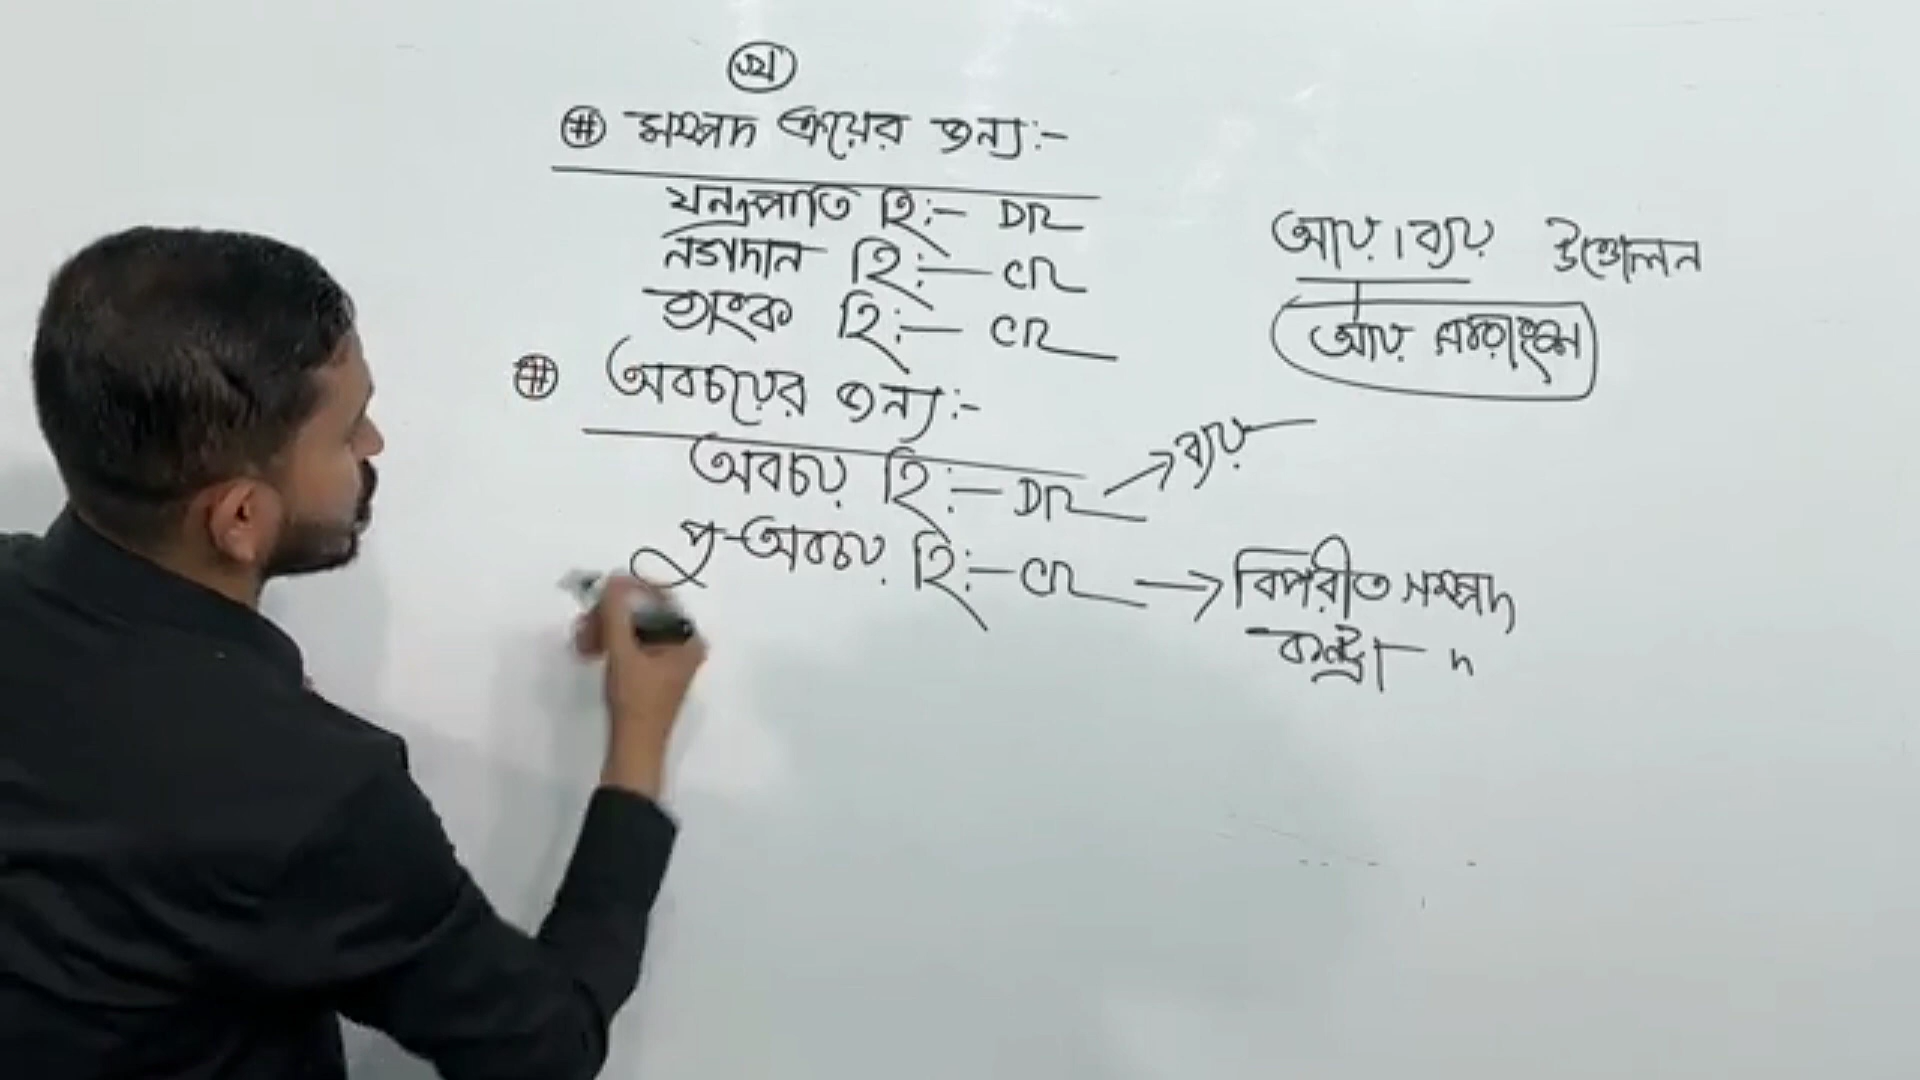 খ
# সম্পদ ক্রয়ের জন্য:-
যন্ত্রপাতি হি:- DR
নগদান হি:- CR
ব্যাংক হি:- CR
# অবচয়ের জন্য:-
অবচয় হি:- DR → ব্যয়
পু-অবচয় হি:- CR → বিপরীত সম্পদ
কন্ট্রা "
আয়।ব্যয় উত্তোলন
আয়